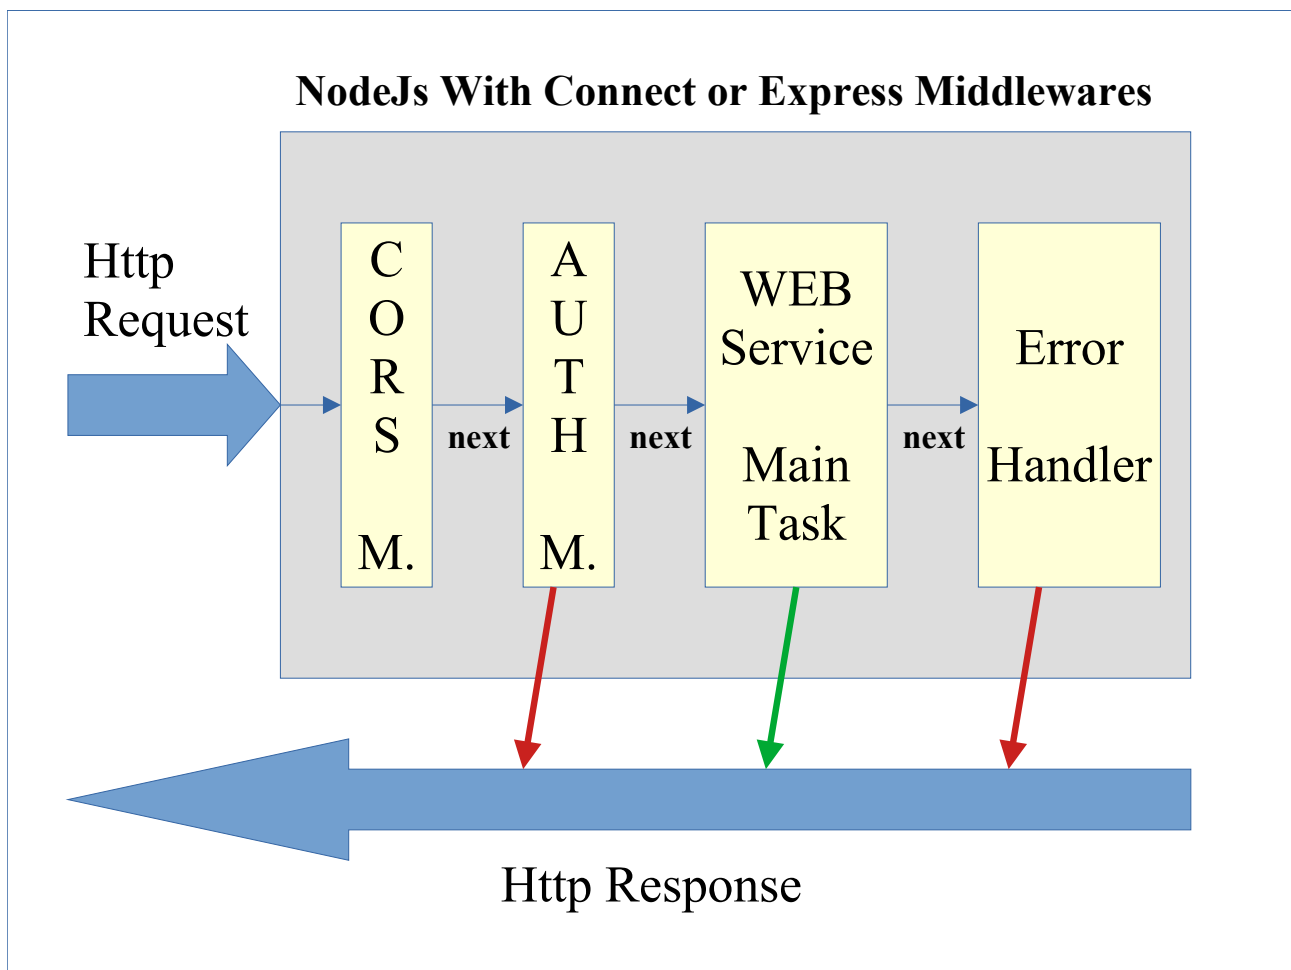 NodeJs With Connect or Express Middlewares
Http
Request
C
O
R
S
M.
next
A
U
T
H
M.
next
WEB
Service
Main
Task
next
Error
Handler
Http Response